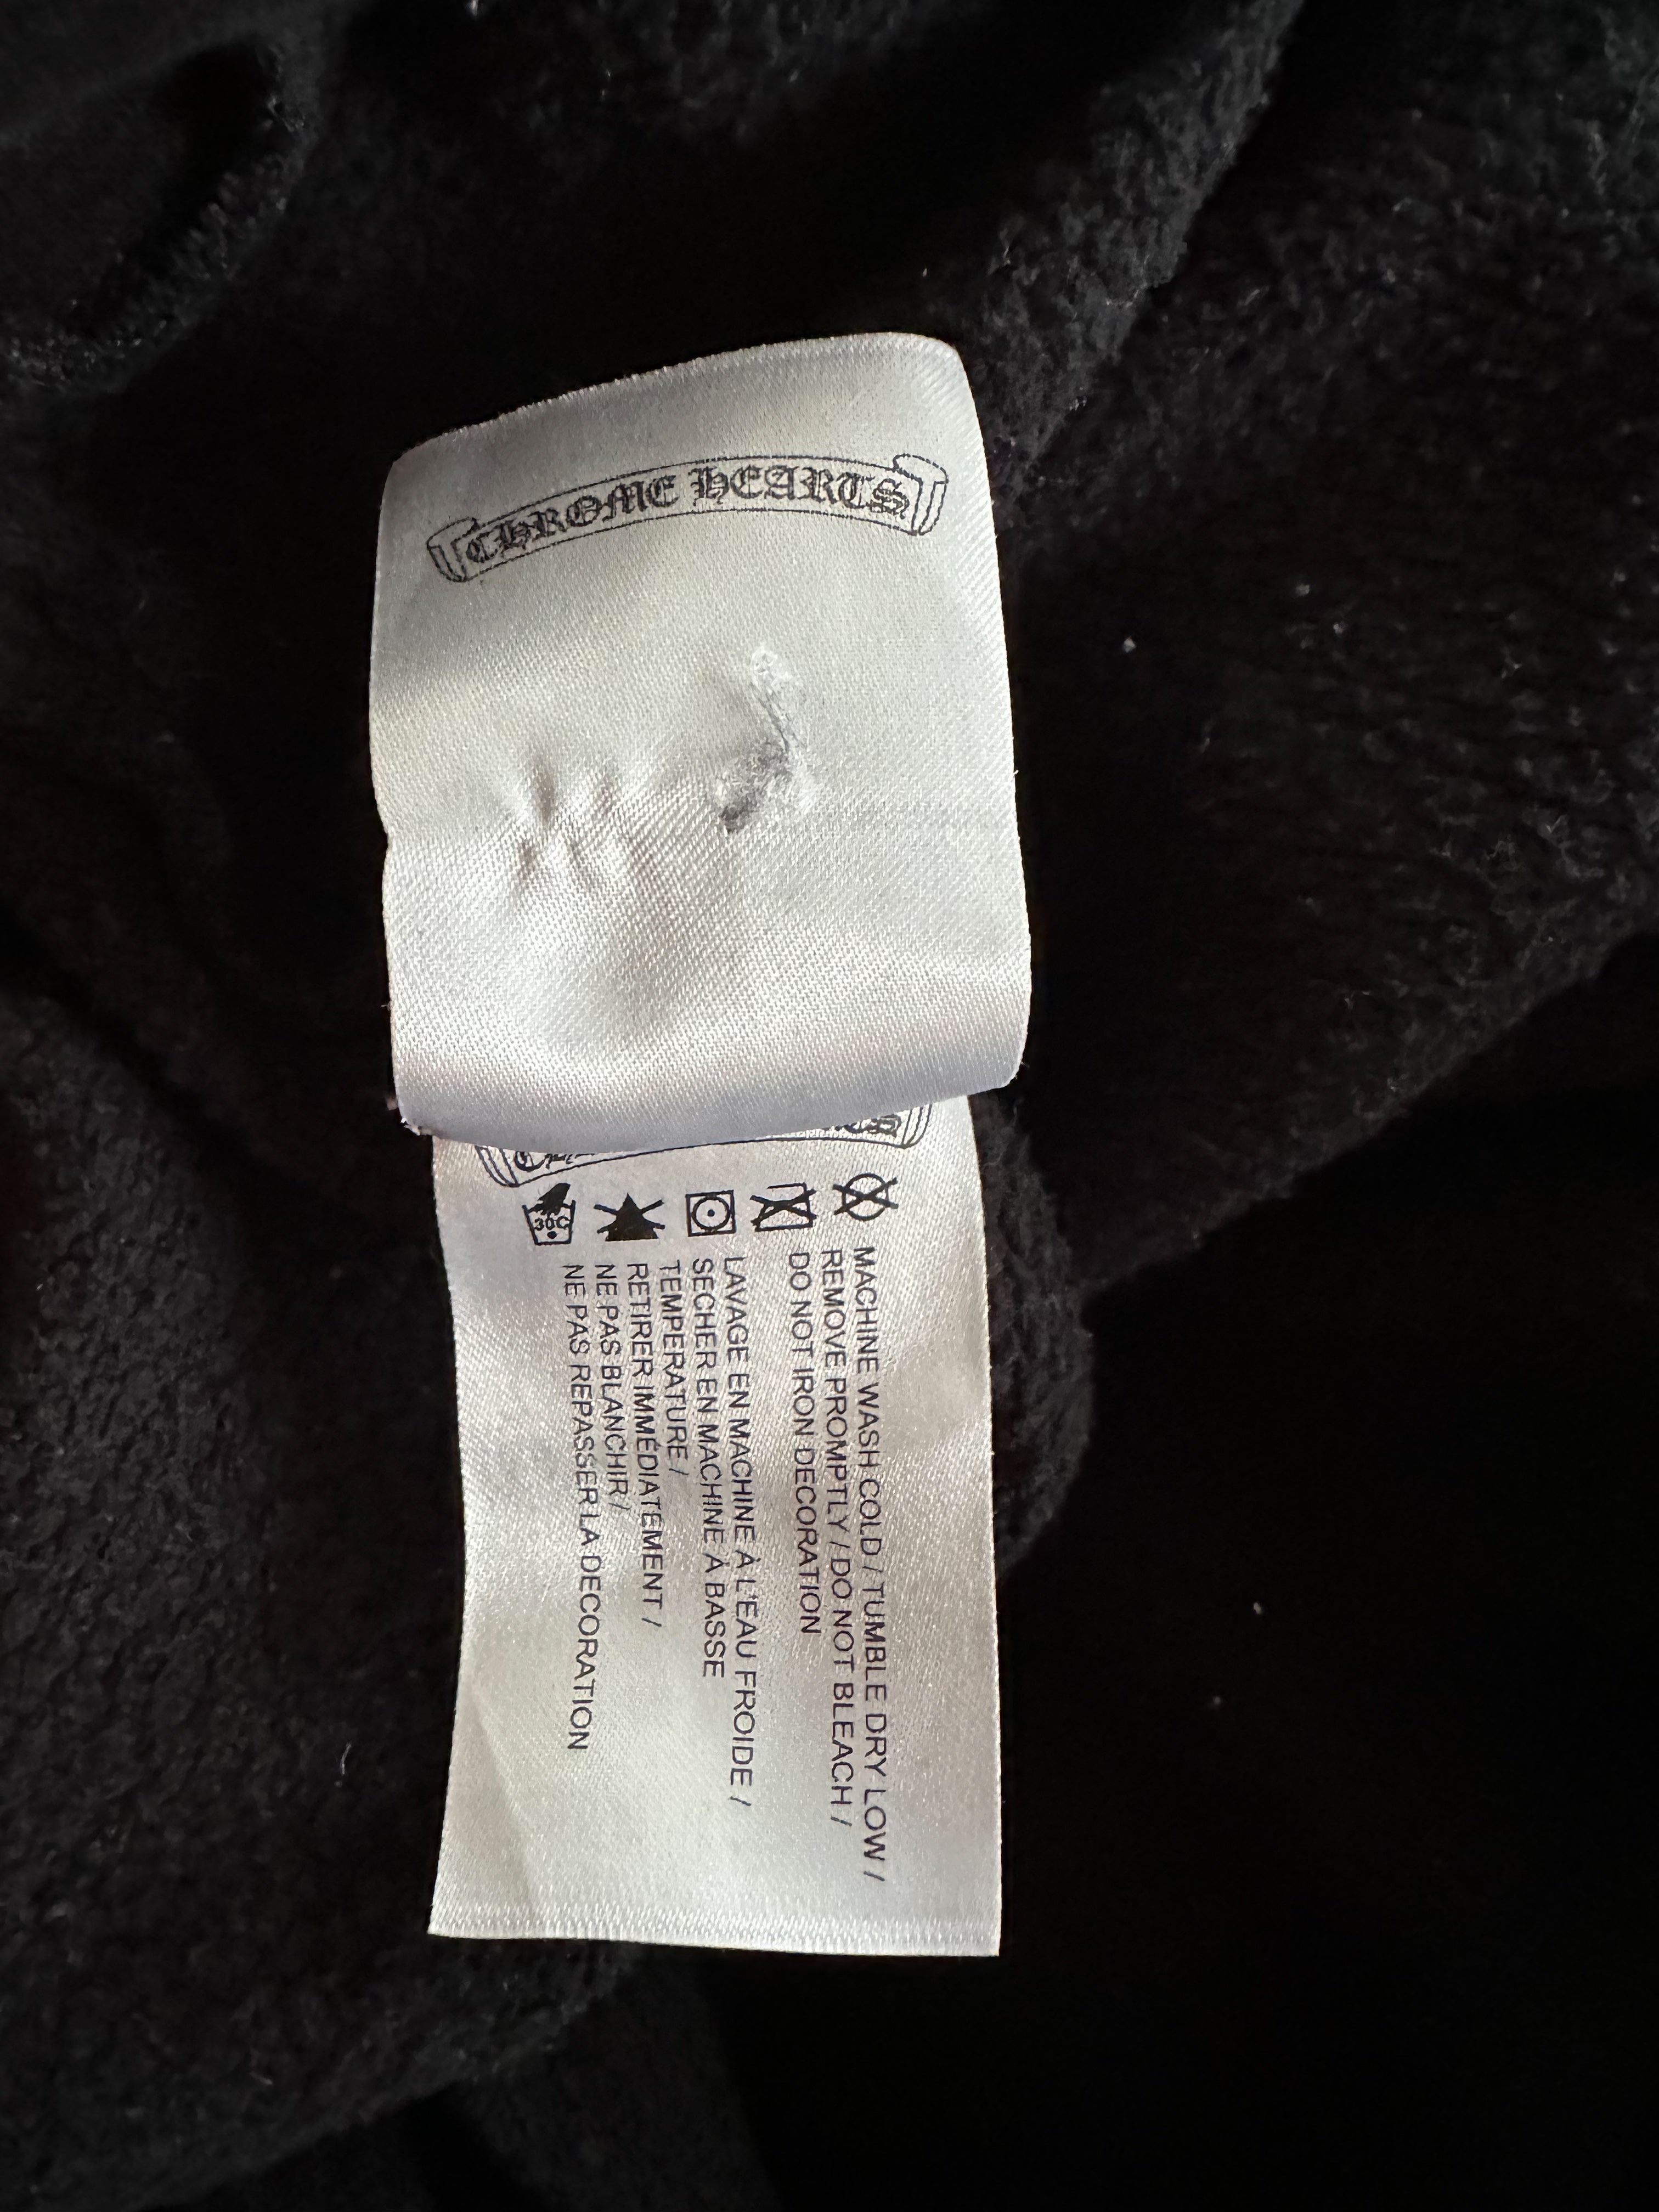 CHROME HEARTS
30C
MACHINE WASH COLD / TUMBLE DRY LOW /
REMOVE PROMPTLY / DO NOT BLEACH /
DO NOT IRON DECORATION
LAVAGE EN MACHINE À L'EAU FROIDE /
SECHER EN MACHINE À BASSE
TEMPERATURE /
RETIRER IMMÉDIATEMENT /
NE PAS BLANCHIR /
NE PAS REPASSER LA DECORATION